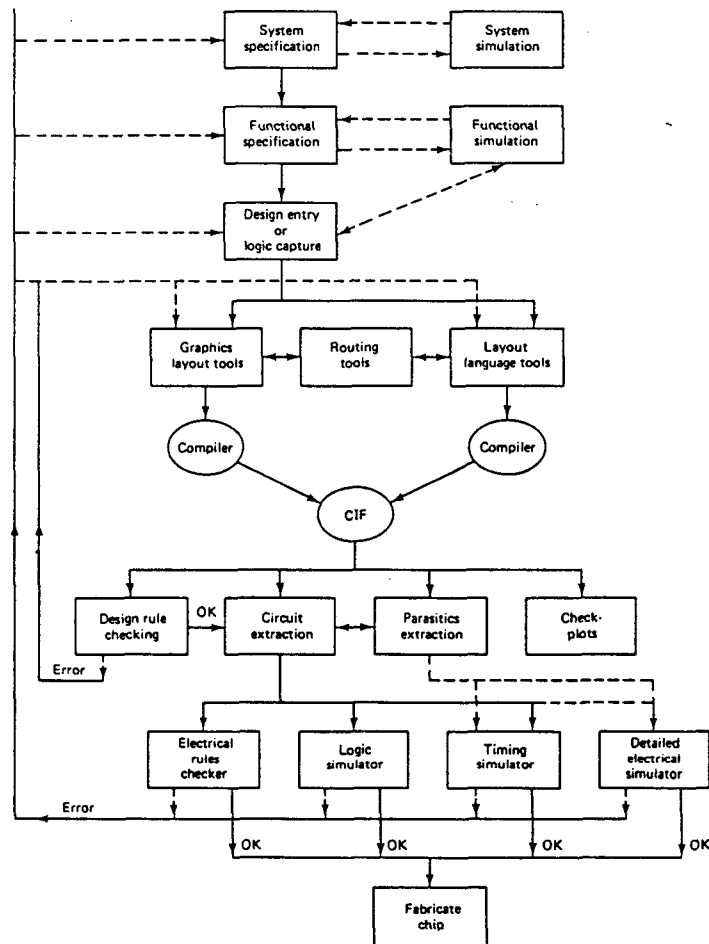 System
specification
System
simulation
Functional
specification
Functional
simulation
Design entry
or
logic capture
Graphics
layout tools
Routing
tools
Layout
language tools
Compiler
Compiler
CIF
Design rule
checking
OK
Circuit
extraction
Parasitics
extraction
Check-
plots
Error
Electrical
rules
checker
Logic
simulator
Timing
simulator
Detailed
electrical
simulator
Error
OK
OK
OK
OK
Fabricate
chip